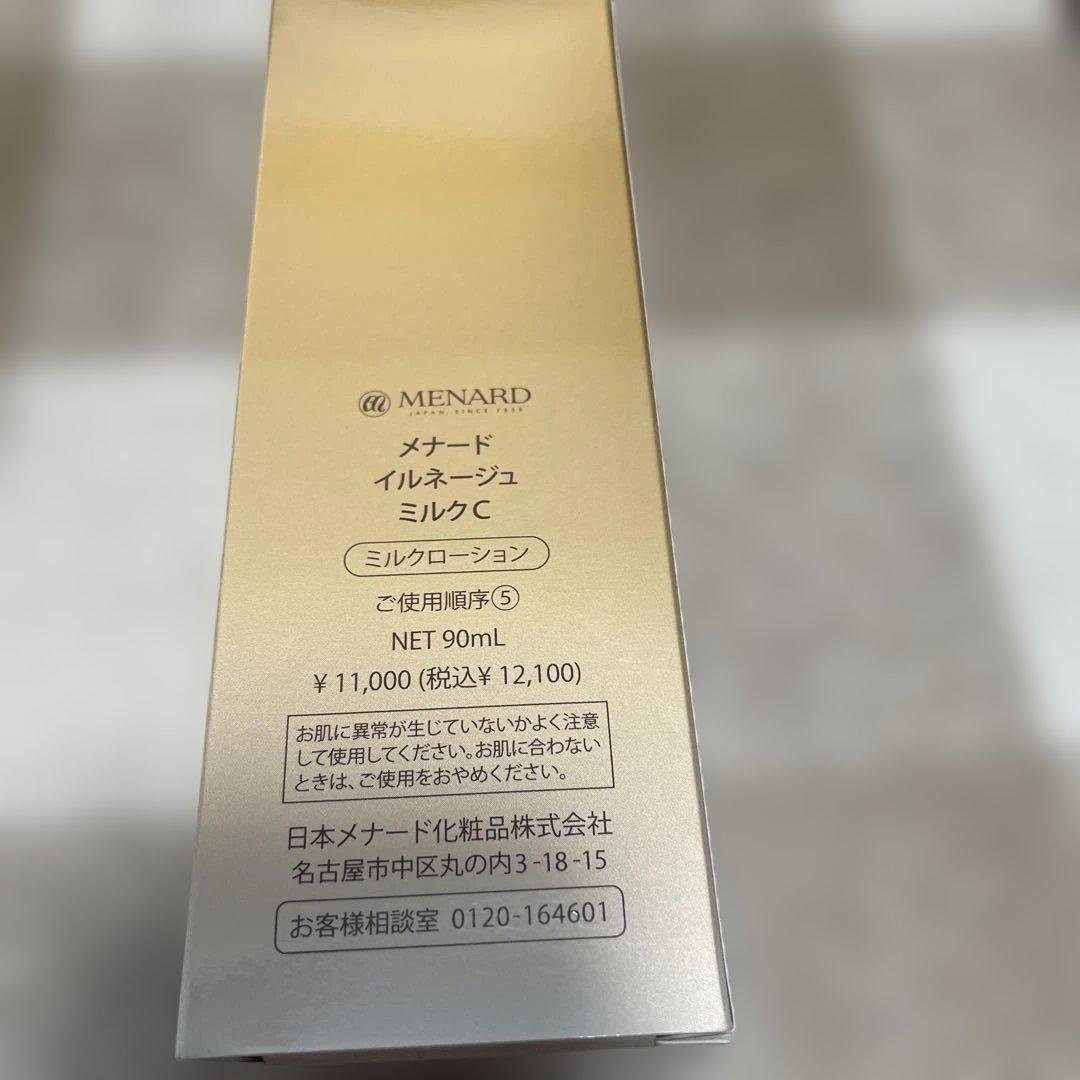 MENARD
JAPAN, SINCE 1959
メナード
イルネージュ
ミルクC
ミルクローション
ご使用順序⑤
NET 90mL
¥ 11,000 (税込¥ 12,100)
お肌に異常が生じていないかよく注意
して使用してください。お肌に合わない
ときは、ご使用をおやめください。
日本メナード化粧品株式会社
名古屋市中区丸の内3-18-15
お客様相談室 0120-164601